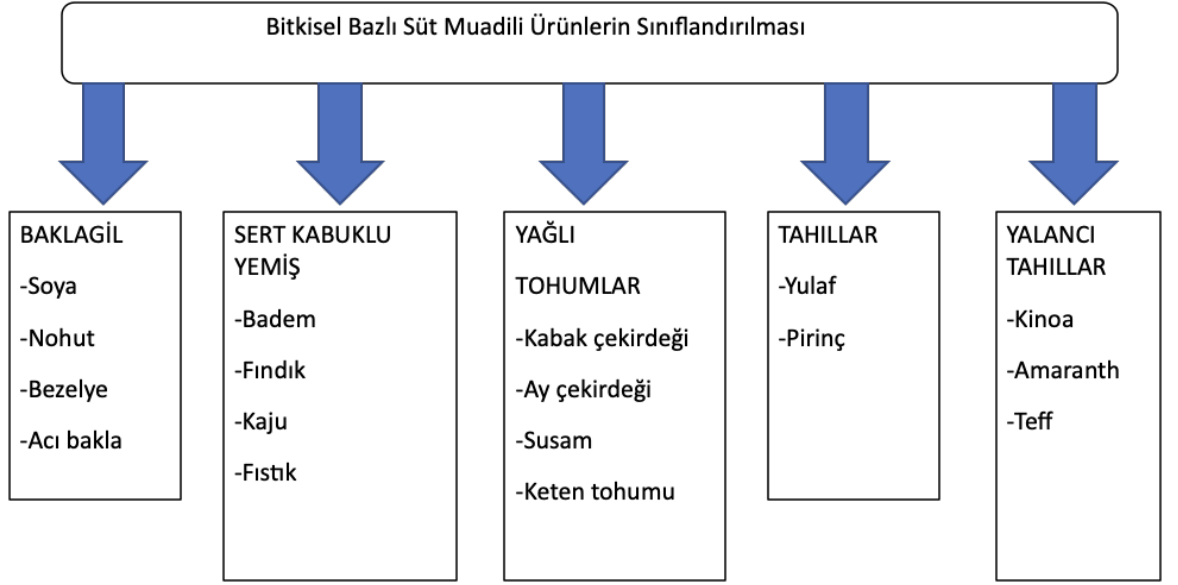 Bitkisel Bazlı Süt Muadili Ürünlerin Sınıflandırılması
BAKLAGİL
-Soya
-Nohut
-Bezelye
-Acı bakla
SERT KABUKLU
YEMİŞ
-Badem
-Fındık
-Kaju
-Fıstık
YAĞLI
TOHUMLAR
-Kabak çekirdeği
-Ay çekirdeği
-Susam
-Keten tohumu
TAHILLAR
-Yulaf
-Pirinç
YALANCI
TAHILLAR
-Kinoa
-Amaranth
-Teff